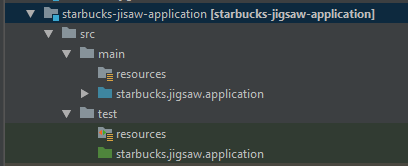 starbucks-jisaw-application [starbucks-jigsaw-application]
src
main
resources
starbucks.jigsaw.application
test
resources
starbucks.jigsaw.application